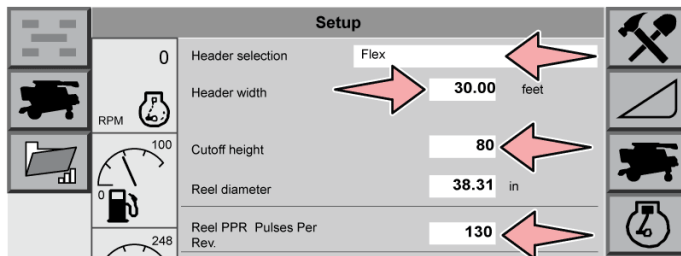 Setup
0
RPM
Header selection Flex
Header width 30.00 feet
100
0
Cutoff height 80
Reel diameter 38.31 in
248
Reel PPR Pulses Per
Rev. 130